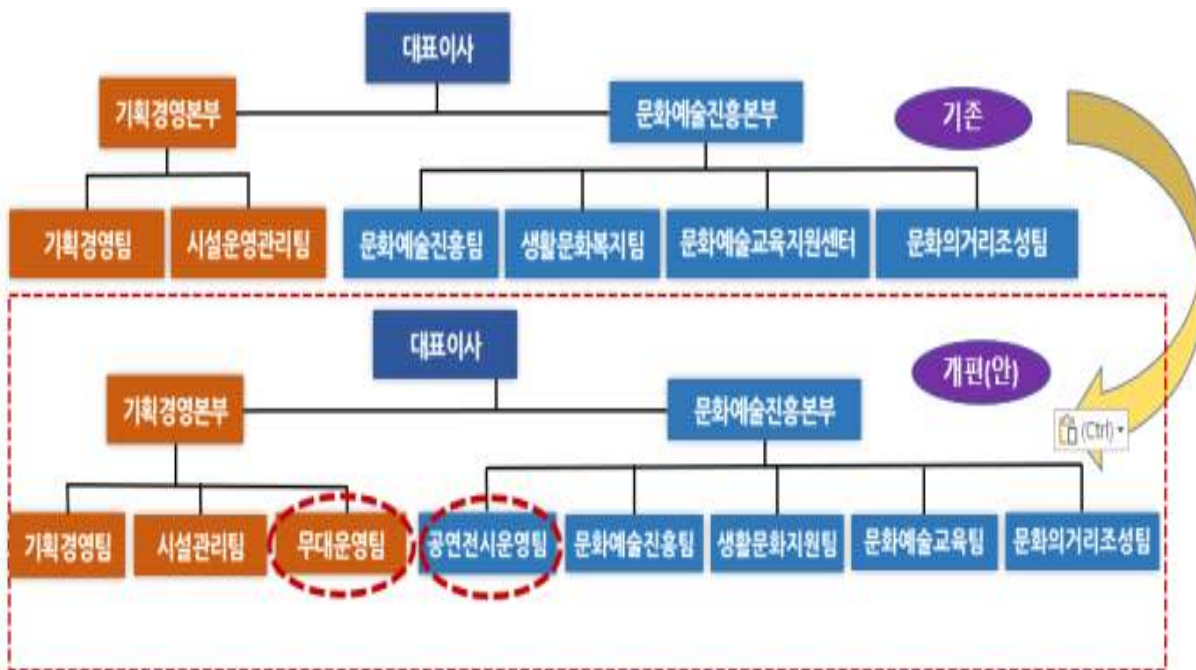 대표이사
기획경영본부
문화예술진흥본부
기존
기획경영팀
시설운영관리팀
문화예술진흥팀
생활문화복지팀
문화예술교육지원센터
문화의거리조성팀
대표이사
개편(안)
기획경영본부
문화예술진흥본부
(Ctrl)
기획경영팀
시설관리팀
무대운영팀
공연전시운영팀
문화예술진흥팀
생활문화지원팀
문화예술교육팀
문화의거리조성팀